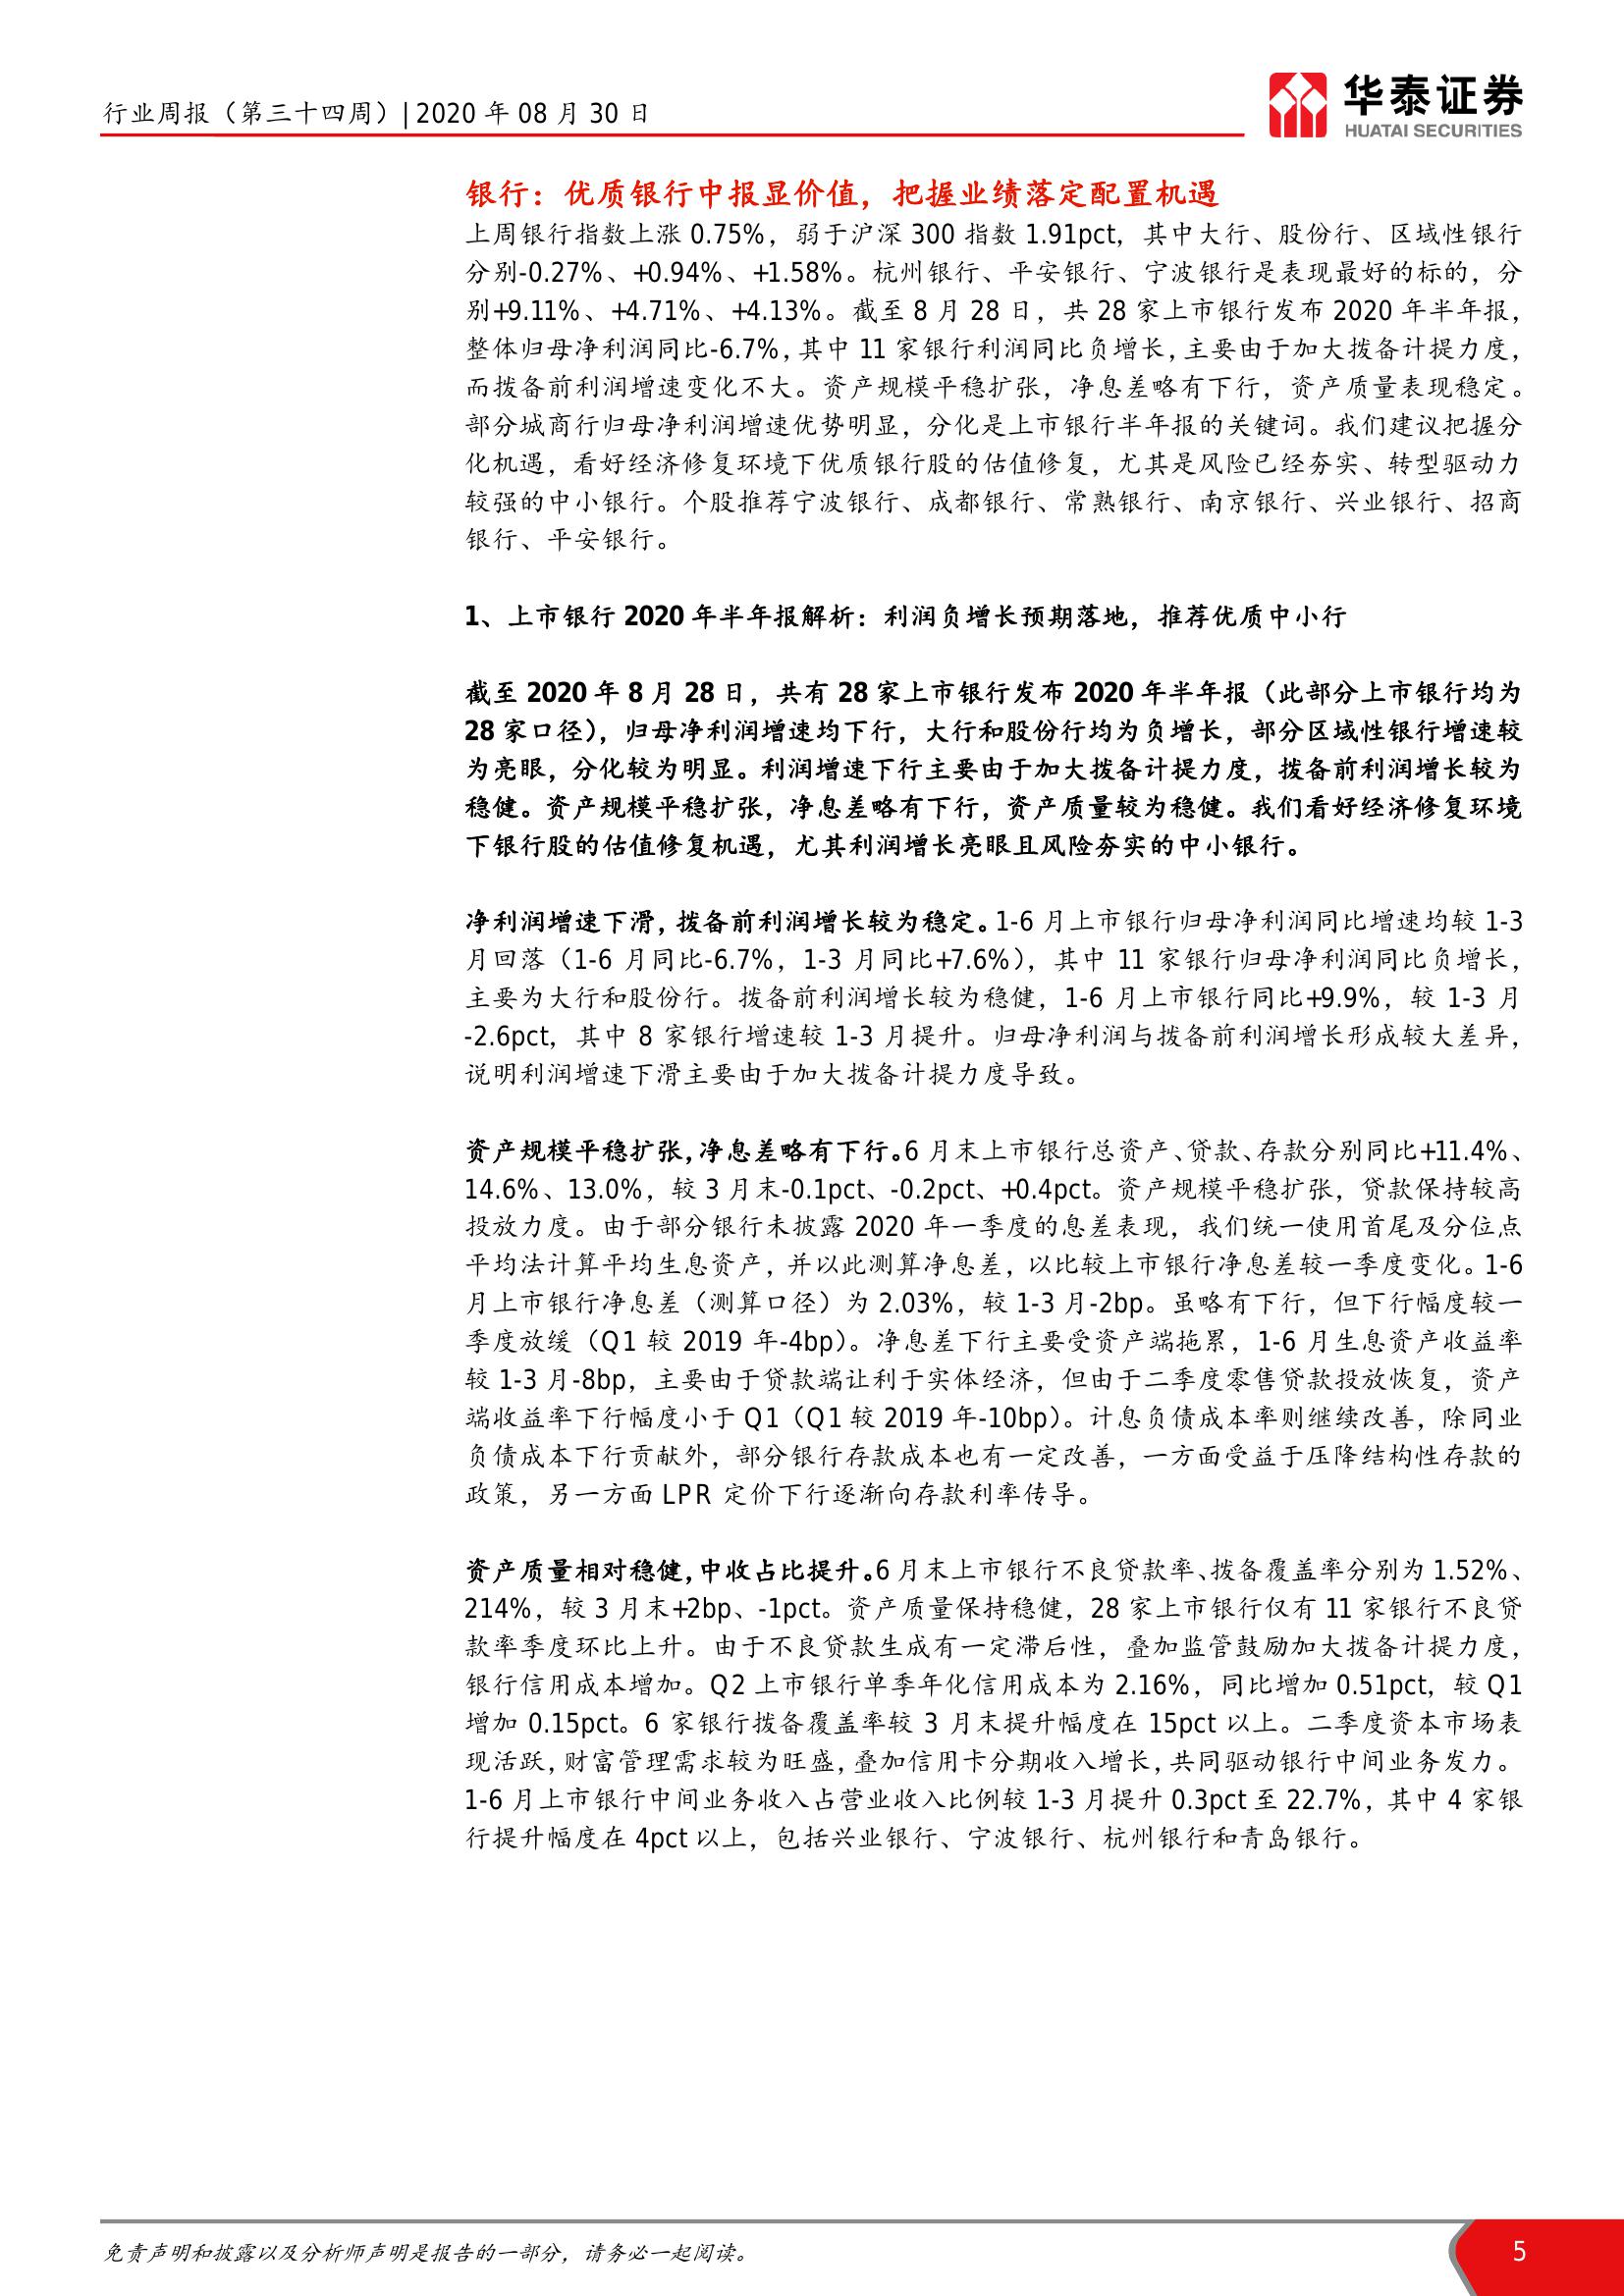 行业周报（第三十四周）| 2020 年 08 月 30 日
华泰证券
HUATAI SECURITIES
银行：优质银行中报显价值，把握业绩落定配置机遇
上周银行指数上涨 0.75%，弱于沪深 300 指数 1.91pct，其中大行、股份行、区域性银行
分别-0.27%、+0.94%、+1.58%。杭州银行、平安银行、宁波银行是表现最好的标的，分
别+9.11%、+4.71%、+4.13%。截至 8 月 28 日，共 28 家上市银行发布 2020 年半年报，
整体归母净利润同比-6.7%，其中 11 家银行利润同比负增长，主要由于加大拨备计提力度，
而拨备前利润增速变化不大。资产规模平稳扩张，净息差略有下行，资产质量表现稳定。
部分城商行归母净利润增速优势明显，分化是上市银行半年报的关键词。我们建议把握分
化机遇，看好经济修复环境下优质银行股的估值修复，尤其是风险已经夯实、转型驱动力
较强的中小银行。个股推荐宁波银行、成都银行、常熟银行、南京银行、兴业银行、招商
银行、平安银行。
1、上市银行 2020 年半年报解析：利润负增长预期落地，推荐优质中小行
截至 2020 年 8 月 28 日，共有 28 家上市银行发布 2020 年半年报（此部分上市银行均为
28 家口径），归母净利润增速均下行，大行和股份行均为负增长，部分区域性银行增速较
为亮眼，分化较为明显。利润增速下行主要由于加大拨备计提力度，拨备前利润增长较为
稳健。资产规模平稳扩张，净息差略有下行，资产质量较为稳健。我们看好经济修复环境
下银行股的估值修复机遇，尤其利润增长亮眼且风险夯实的中小银行。
净利润增速下滑，拨备前利润增长较为稳定。1-6 月上市银行归母净利润同比增速均较 1-3
月回落（1-6 月同比-6.7%，1-3 月同比+7.6%），其中 11 家银行归母净利润同比负增长，
主要为大行和股份行。拨备前利润增长较为稳健，1-6 月上市银行同比+9.9%，较 1-3 月
-2.6pct，其中 8 家银行增速较 1-3 月提升。归母净利润与拨备前利润增长形成较大差异，
说明利润增速下滑主要由于加大拨备计提力度导致。
资产规模平稳扩张，净息差略有下行。6 月末上市银行总资产、贷款、存款分别同比+11.4%、
14.6%、13.0%，较 3 月末-0.1pct、-0.2pct、+0.4pct。资产规模平稳扩张，贷款保持较高
投放力度。由于部分银行未披露 2020 年一季度的息差表现，我们统一使用首尾及分位点
平均法计算平均生息资产，并以此测算净息差，以比较上市银行净息差较一季度变化。1-6
月上市银行净息差（测算口径）为 2.03%，较 1-3 月-2bp。虽略有下行，但下行幅度较一
季度放缓（Q1 较 2019 年-4bp）。净息差下行主要受资产端拖累，1-6 月生息资产收益率
较 1-3 月-8bp，主要由于贷款端让利于实体经济，但由于二季度零售贷款投放恢复，资产
端收益率下行幅度小于 Q1（Q1 较 2019 年-10bp）。计息负债成本率则继续改善，除同业
负债成本下行贡献外，部分银行存款成本也有一定改善，一方面受益于压降结构性存款的
政策，另一方面 LPR 定价下行逐渐向存款利率传导。
资产质量相对稳健，中收占比提升。6 月末上市银行不良贷款率、拨备覆盖率分别为 1.52%、
214%，较 3 月末+2bp、-1pct。资产质量保持稳健，28 家上市银行仅有 11 家银行不良贷
款率季度环比上升。由于不良贷款生成有一定滞后性，叠加监管鼓励加大拨备计提力度，
银行信用成本增加。Q2 上市银行单季年化信用成本为 2.16%，同比增加 0.51pct，较 Q1
增加 0.15pct。6 家银行拨备覆盖率较 3 月末提升幅度在 15pct 以上。二季度资本市场表
现活跃，财富管理需求较为旺盛，叠加信用卡分期收入增长，共同驱动银行中间业务发力。
1-6 月上市银行中间业务收入占营业收入比例较 1-3 月提升 0.3pct 至 22.7%，其中 4 家银
行提升幅度在 4pct 以上，包括兴业银行、宁波银行、杭州银行和青岛银行。
免责声明和披露以及分析师声明是报告的一部分，请务必一起阅读。
5